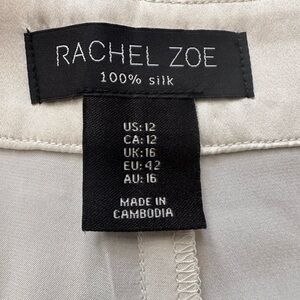 RACHEL ZOE
100% silk
US: 12
CA: 12
UK: 16
EU: 42
AU: 16
MADE IN
CAMBODIA